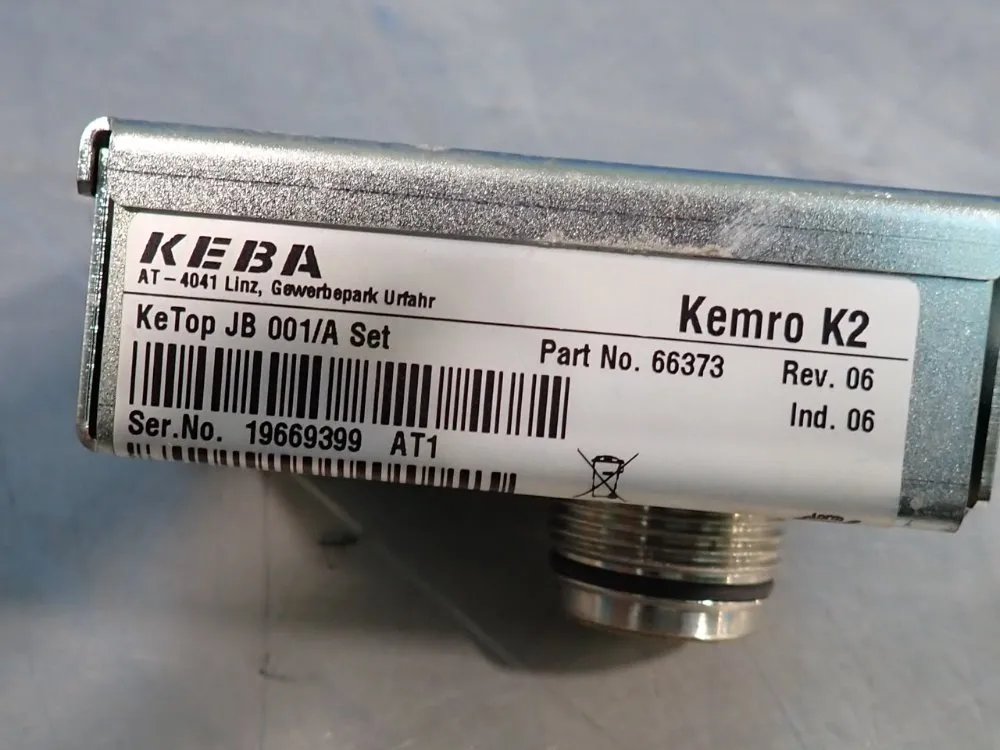 KEBA
AT-4041 Linz, Gewerbepark Urfahr
Kemro K2
KeTop JB 001/A Set
Part No. 66373
Rev. 06
Ind. 06
Ser.No. 19669399 AT1